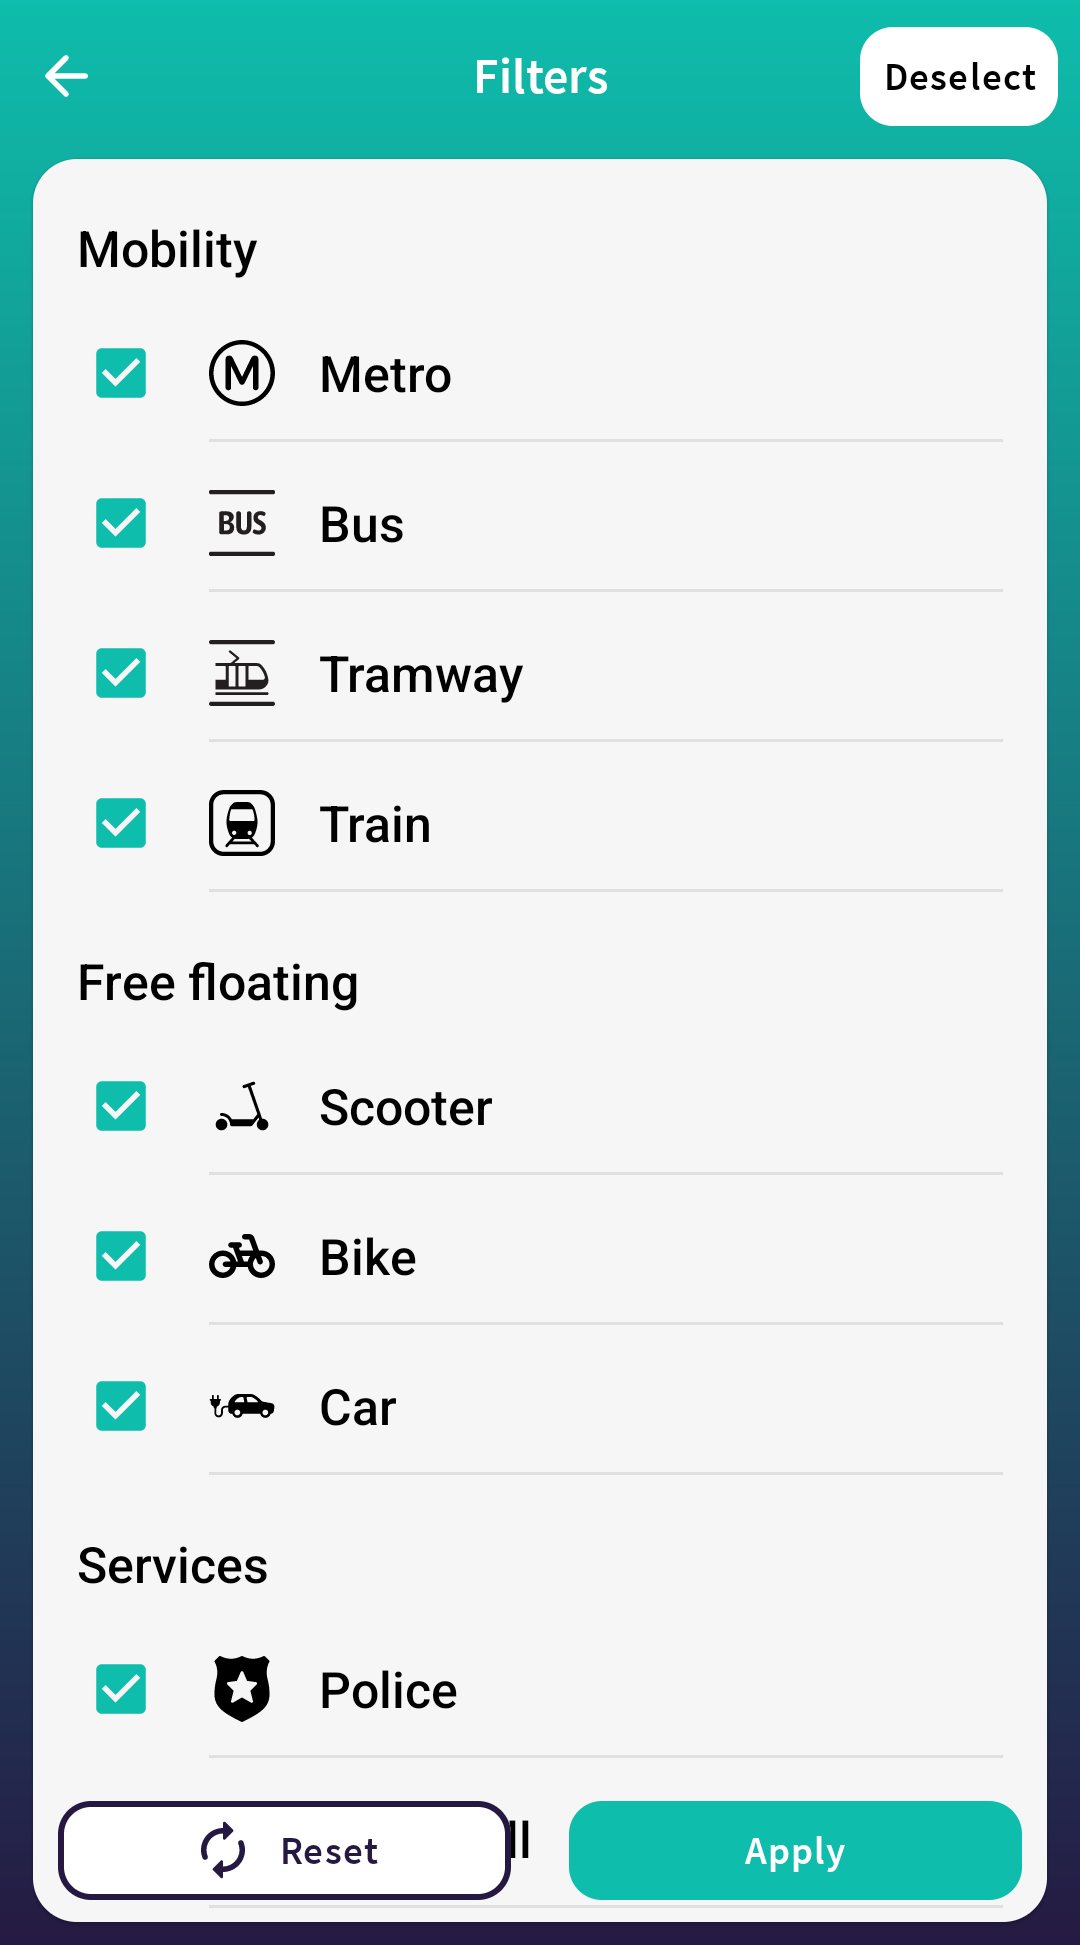 Filters
Deselect
Mobility
M Metro
BUS Bus
Tramway
Train
Free floating
Scooter
Bike
Car
Services
Police
Reset
Apply